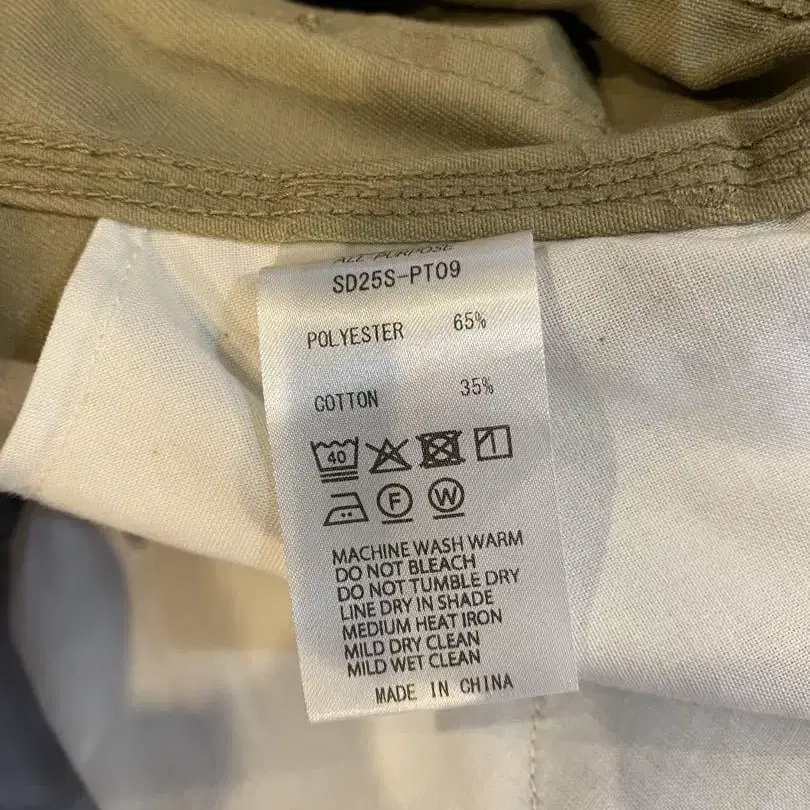 ALL-PURPOSE
SD25S-PT09
POLYESTER 65%
COTTON 35%
40
F W
MACHINE WASH WARM
DO NOT BLEACH
DO NOT TUMBLE DRY
LINE DRY IN SHADE
MEDIUM HEAT IRON
MILD DRY CLEAN
MILD WET CLEAN
MADE IN CHINA